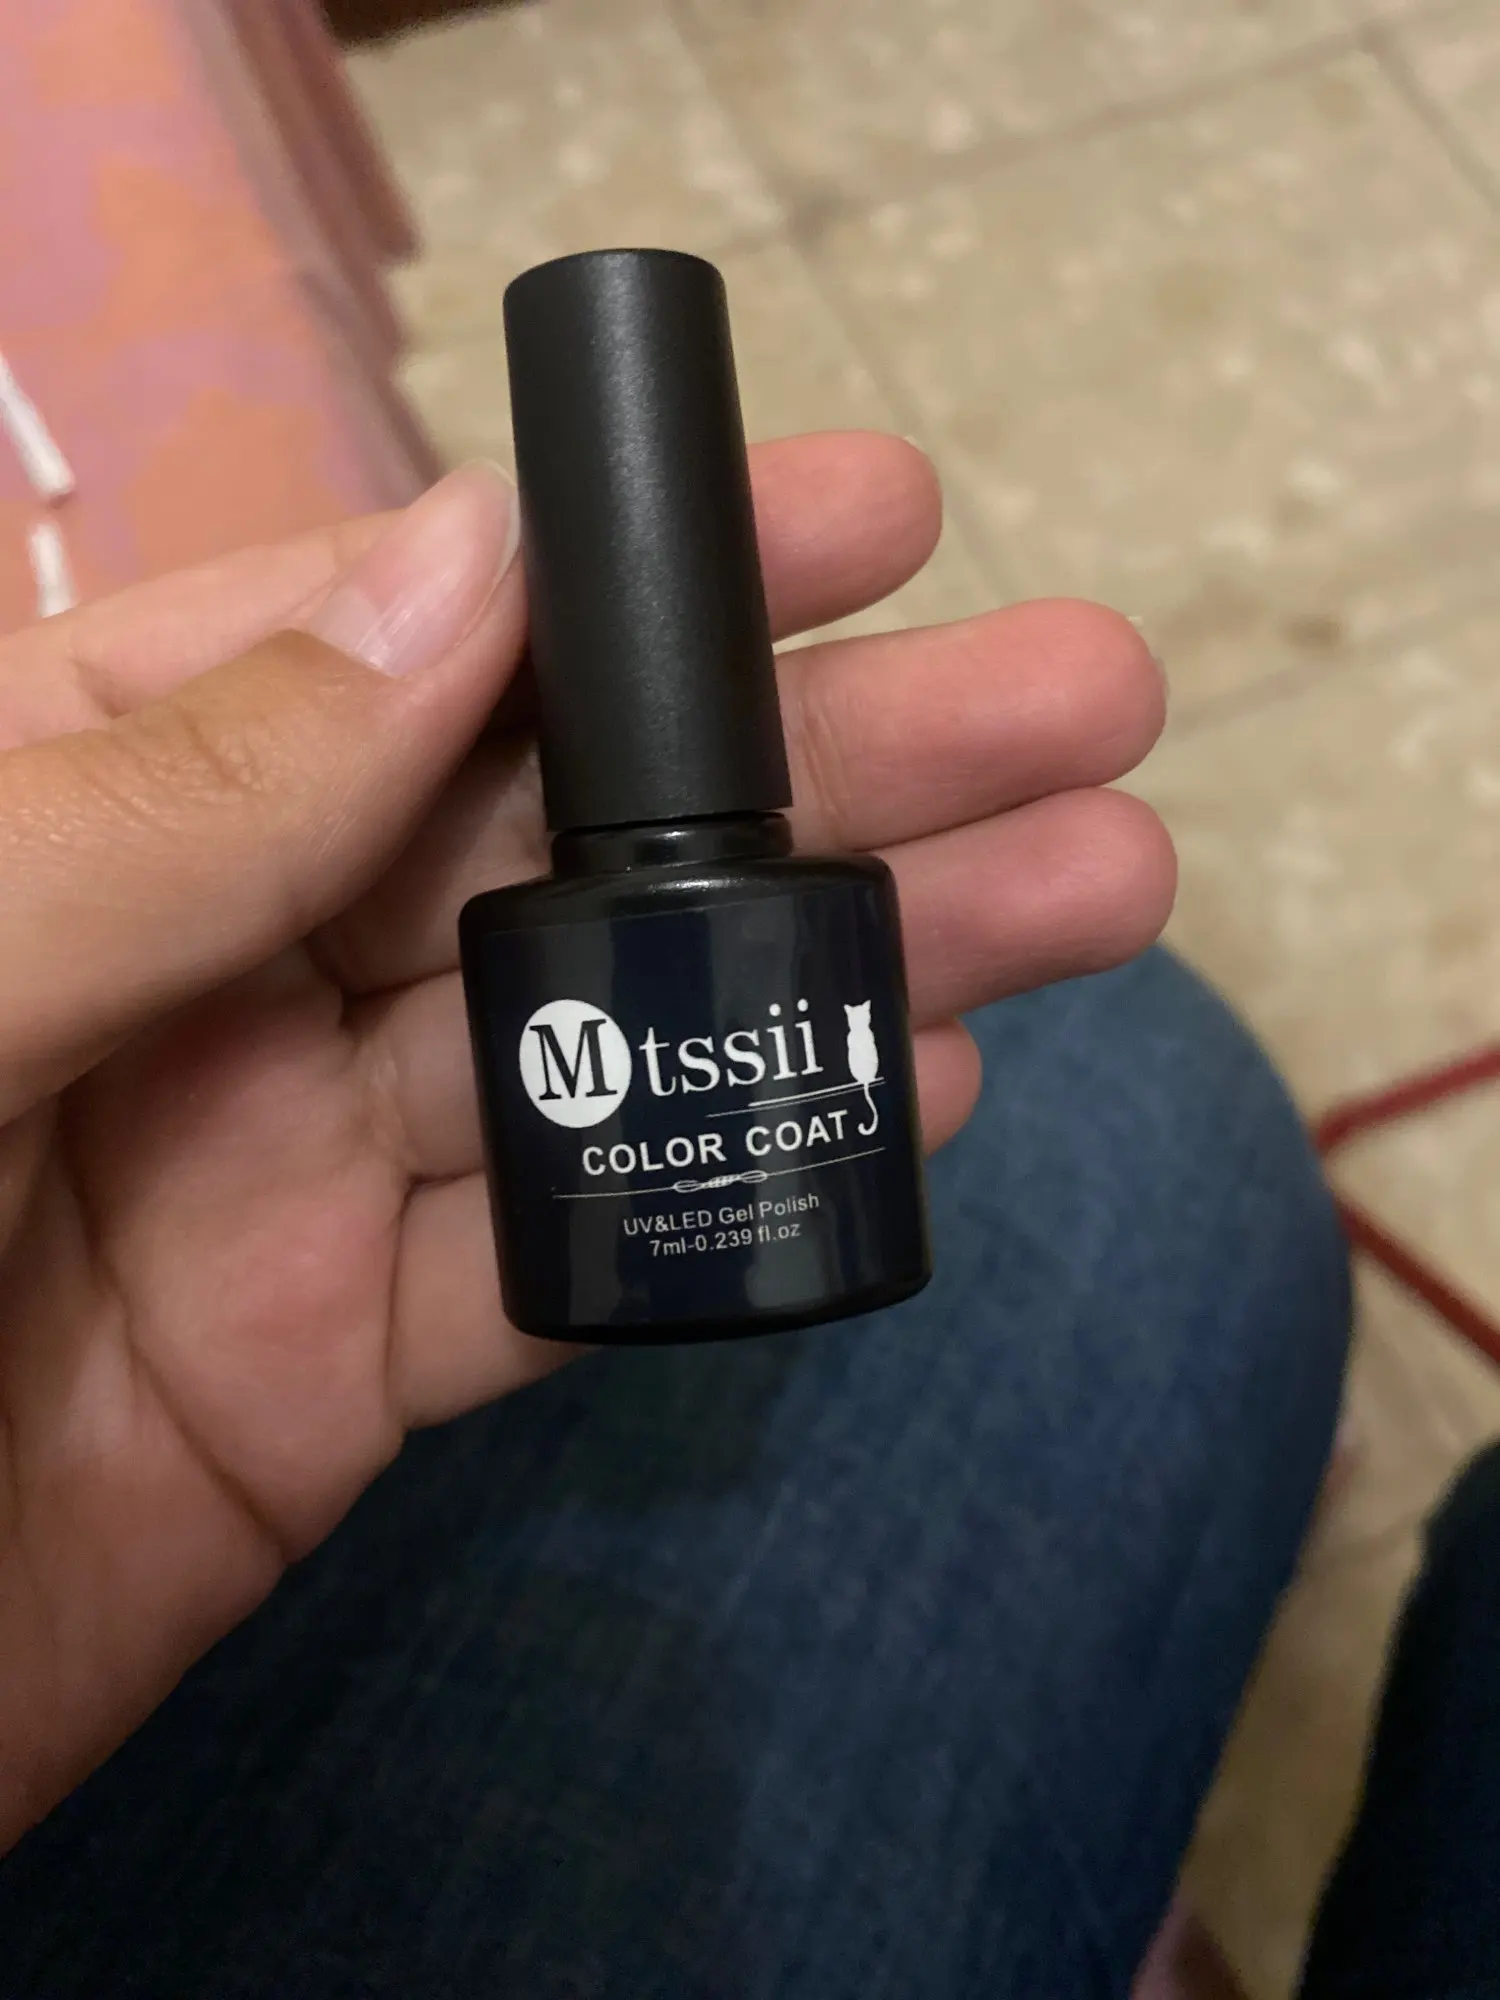 Mtssii
COLOR COAT
UV&LED Gel Polish
7ml-0.239 fl.oz